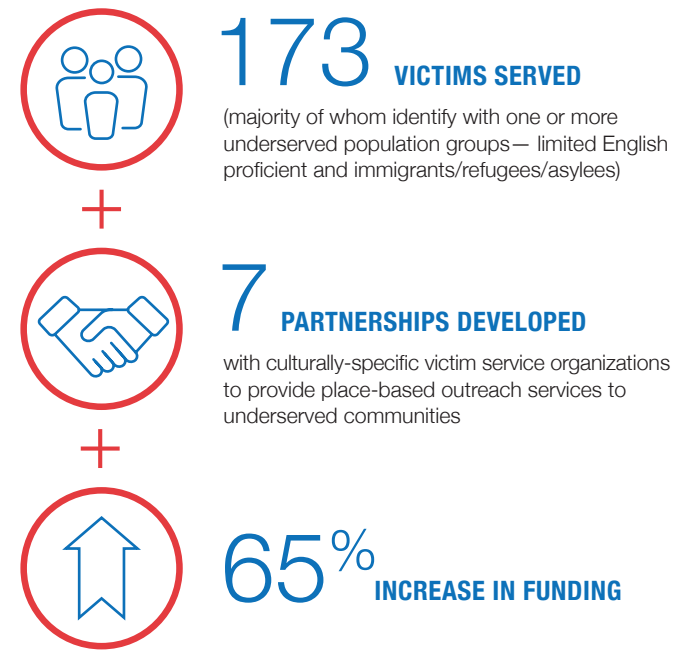 173 VICTIMS SERVED
(majority of whom identify with one or more
underserved population groups— limited English
proficient and immigrants/refugees/asylees)
+
7 PARTNERSHIPS DEVELOPED
with culturally-specific victim service organizations
to provide place-based outreach services to
underserved communities
+
65% INCREASE IN FUNDING